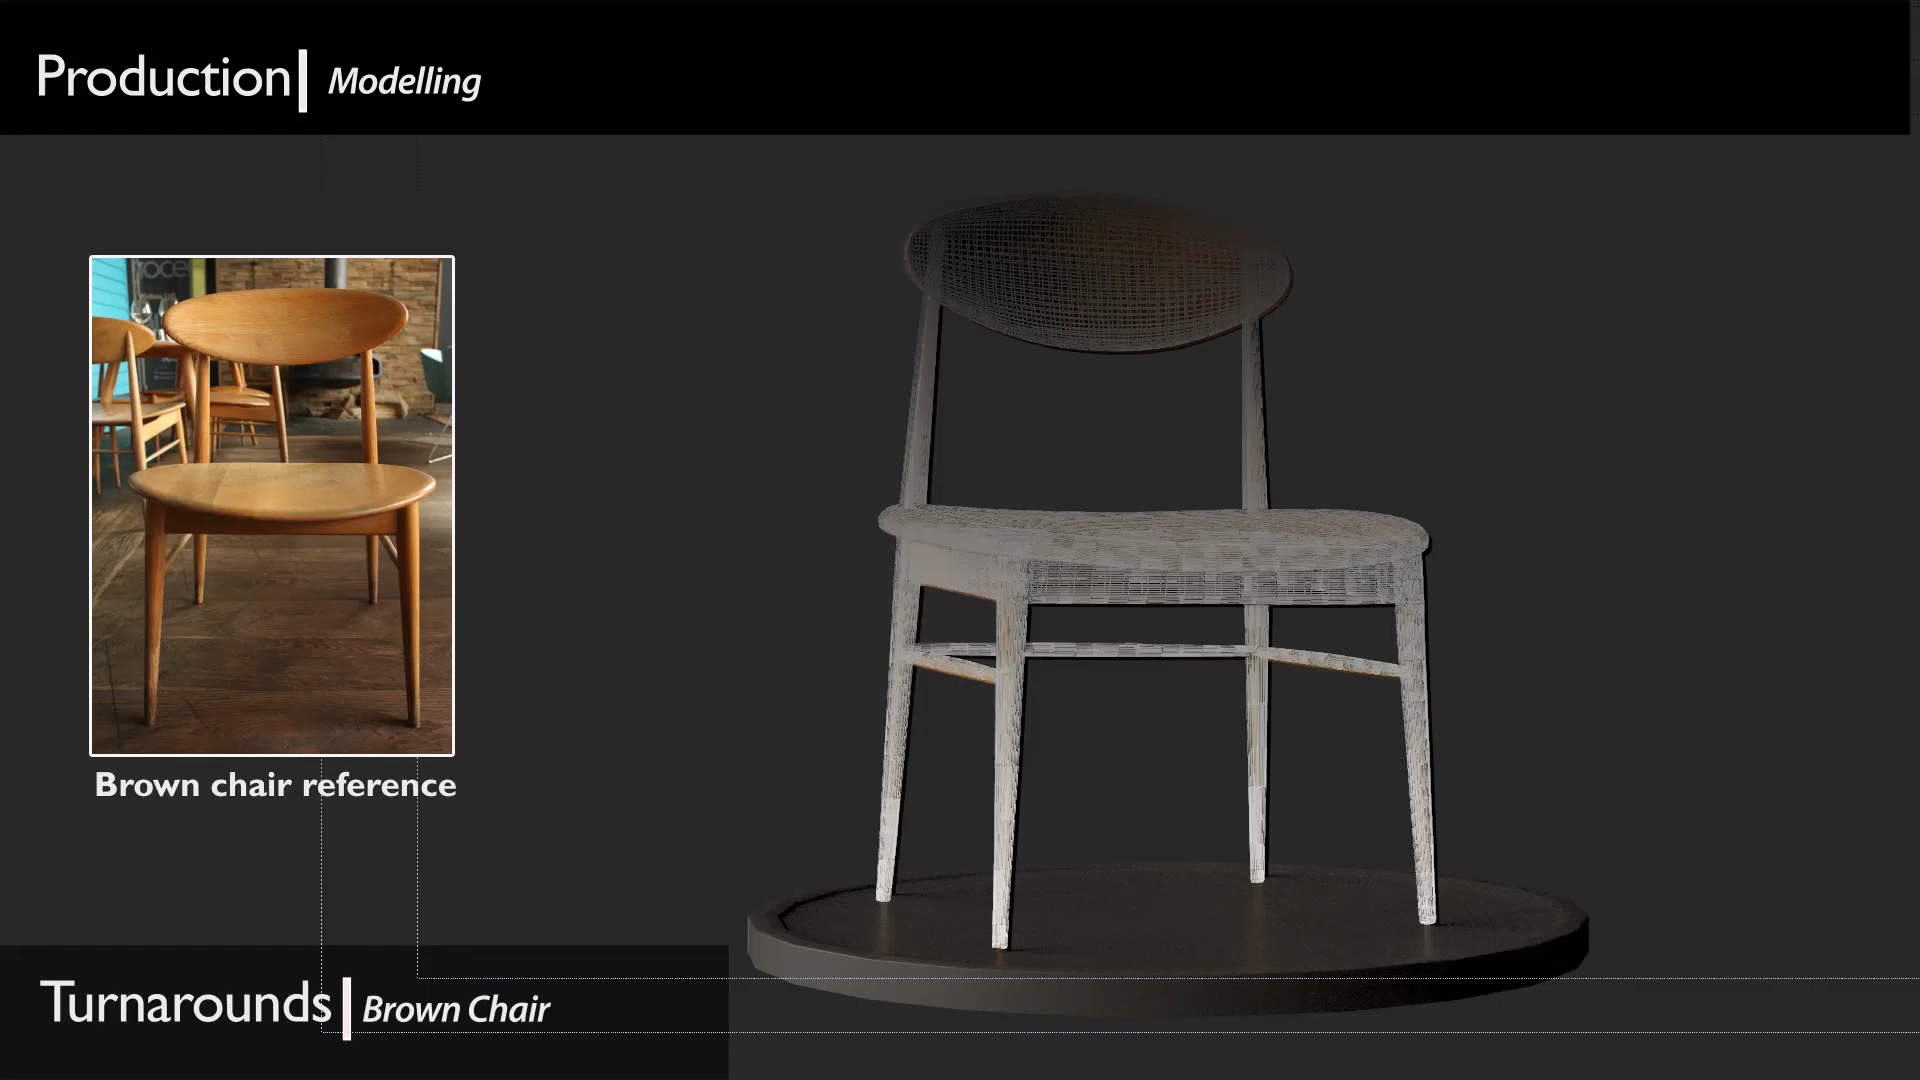 Production
Modelling
Brown chair reference
Turnarounds
Brown Chair